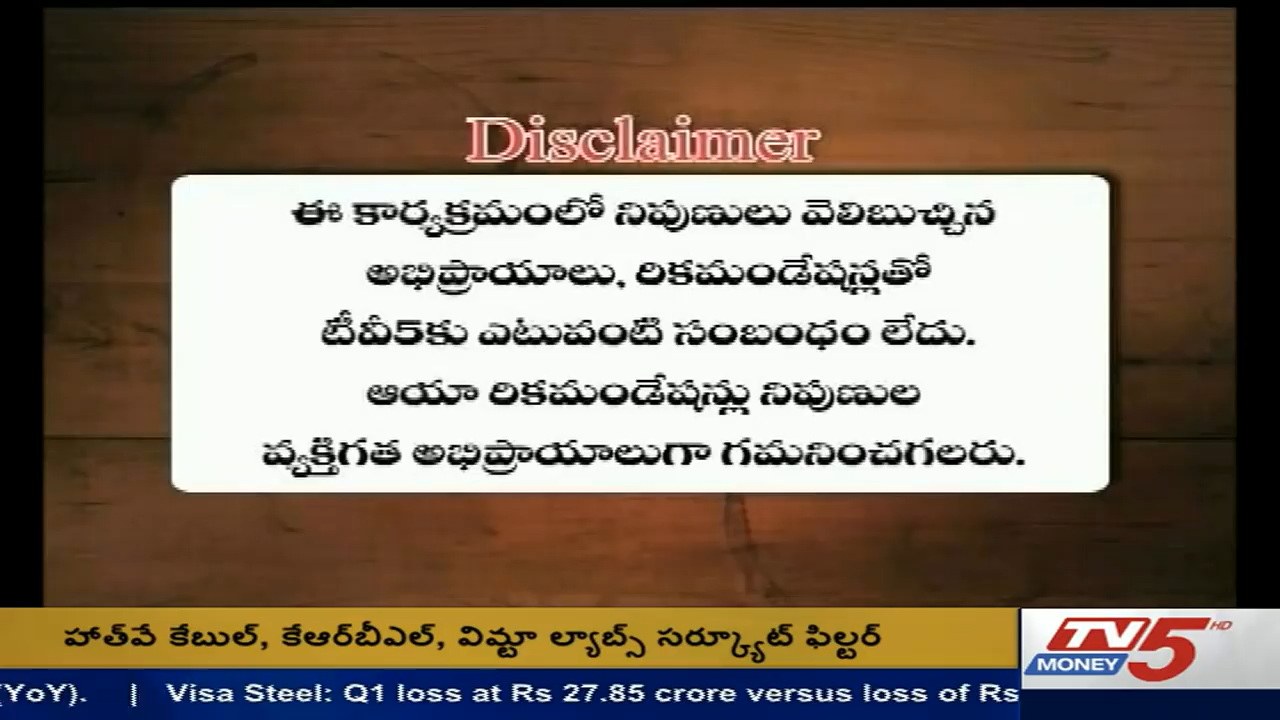 Disclaimer
ఈ కార్యక్రమంలో నిపుణులు వెలిబుచ్చిన
అభిప్రాయాలు, రికమండేషన్లతో
టీవీ5కు ఎటువంటి సంబంధం లేదు.
ఆయా రికమండేషన్లు నిపుణుల
వ్యక్తిగత అభిప్రాయాలుగా గమనించగలరు.
హాత్‌వే కేబుల్, కేఆర్‌బీఎల్, విమ్టా ల్యాబ్స్ సర్క్యూట్ ఫిల్టర్
TV5 HD
MONEY
(YoY). | Visa Steel: Q1 loss at Rs 27.85 crore versus loss of Rs